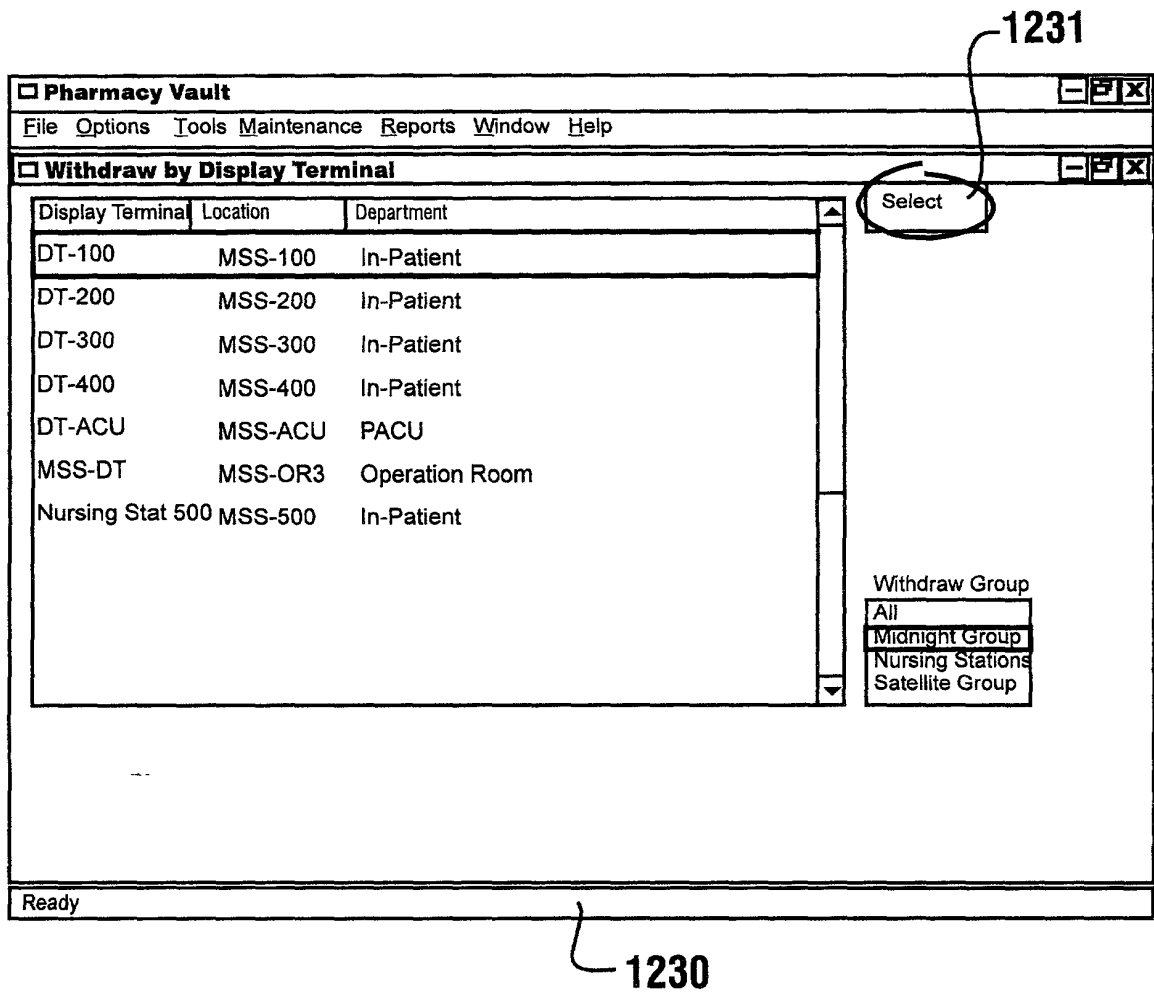 1231
Pharmacy Vault
File Options Tools Maintenance Reports Window Help
Withdraw by Display Terminal
Select
Display Terminal Location Department
DT-100 MSS-100 In-Patient
DT-200 MSS-200 In-Patient
DT-300 MSS-300 In-Patient
DT-400 MSS-400 In-Patient
DT-ACU MSS-ACU PACU
MSS-DT MSS-OR3 Operation Room
Nursing Stat 500 MSS-500 In-Patient
Withdraw Group
All
Midnight Group
Nursing Stations
Satellite Group
Ready
1230